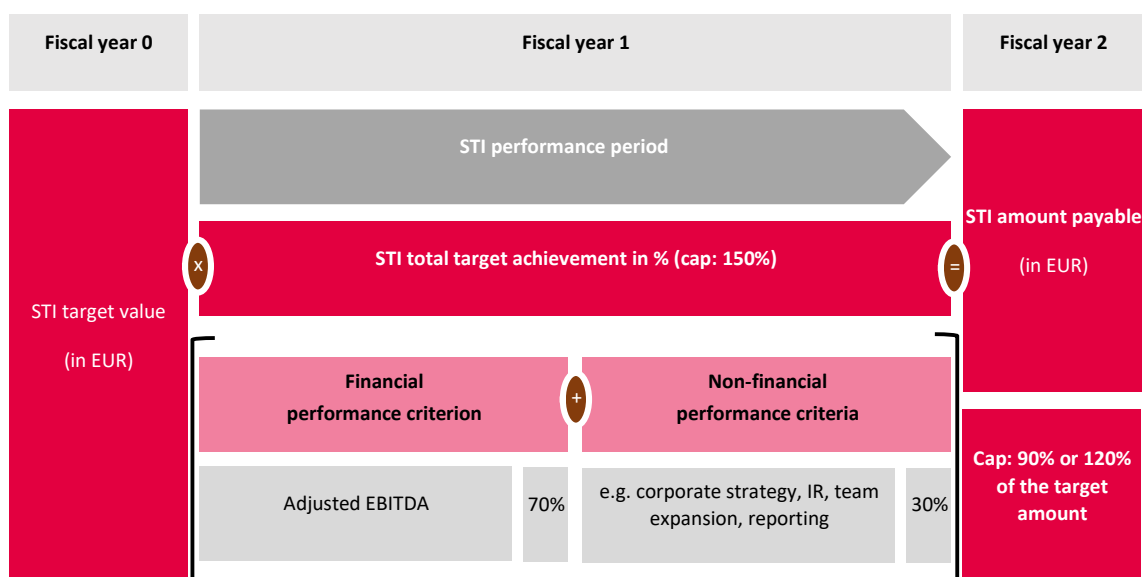 Fiscal year 0
Fiscal year 1
Fiscal year 2
STI performance period
STI target value
(in EUR)
x
STI total target achievement in % (cap: 150%)
=
STI amount payable
(in EUR)
Financial
performance criterion
+
Non-financial
performance criteria
Adjusted EBITDA
70%
e.g. corporate strategy, IR, team
expansion, reporting
30%
Cap: 90% or 120%
of the target
amount